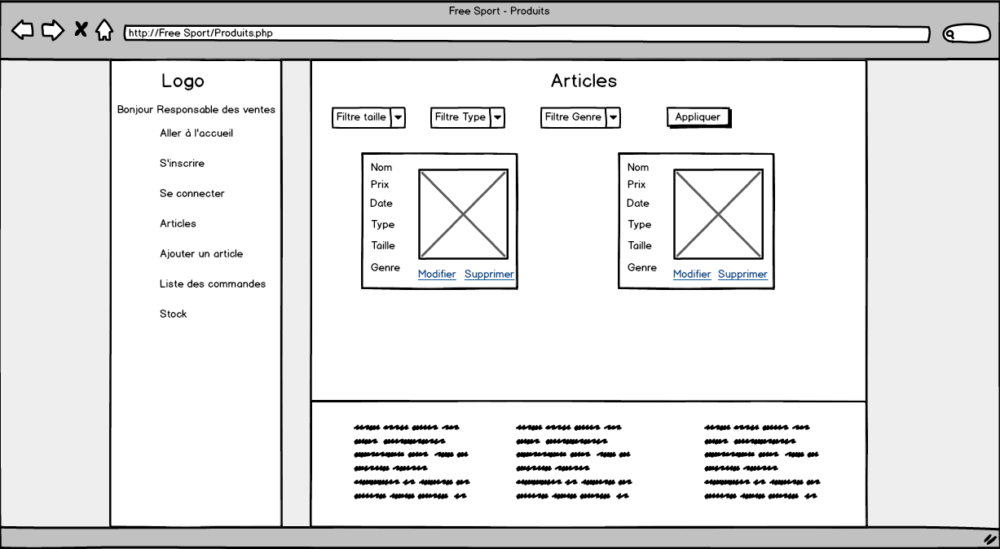 Free Sport - Produits
http://Free Sport/Produits.php
Logo
Bonjour Responsable des ventes
Aller à l'accueil
S'inscrire
Se connecter
Articles
Ajouter un article
Liste des commandes
Stock
Articles
Filtre taille
Filtre Type
Filtre Genre
Appliquer
Nom
Prix
Date
Type
Taille
Genre
Modifier Supprimer
Nom
Prix
Date
Type
Taille
Genre
Modifier Supprimer